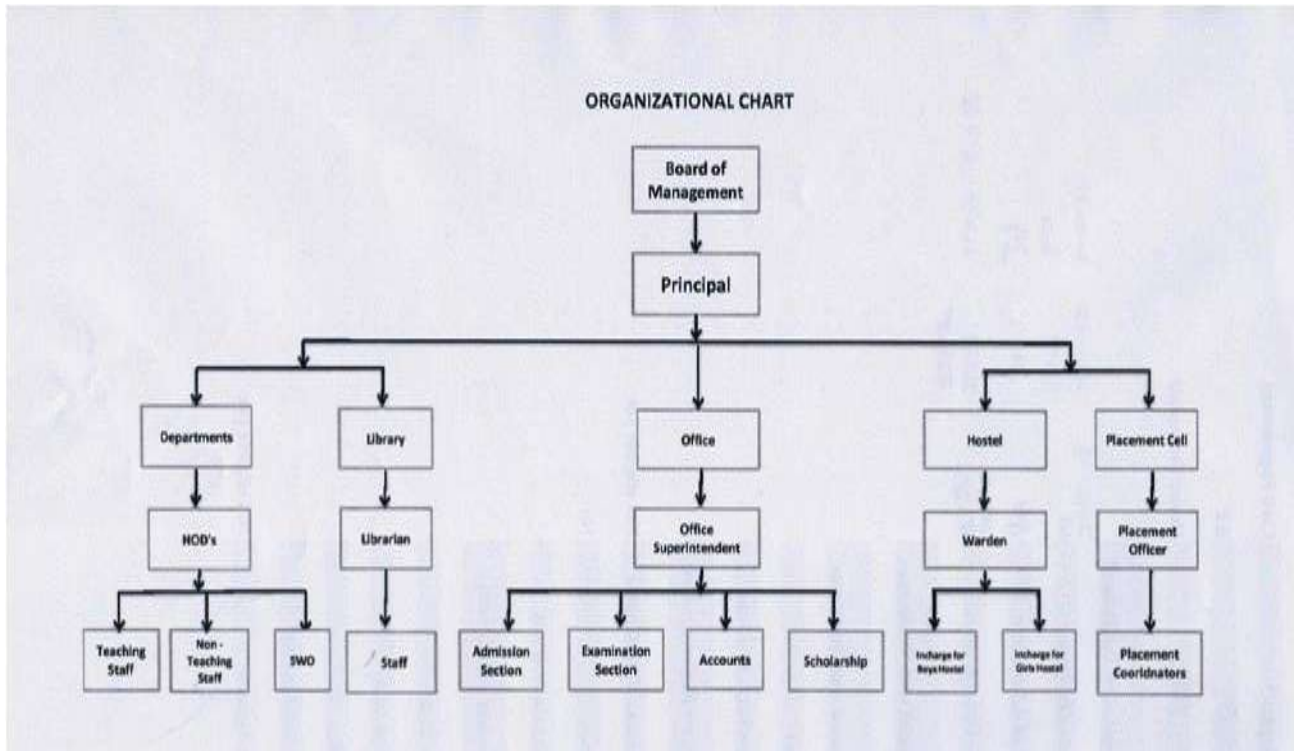 ORGANIZATIONAL CHART
Board of
Management
Principal
Departments
Library
Office
Hostel
Placement Cell
HOD's
Librarian
Office
Superintendent
Warden
Placement
Officer
Teaching
Staff
Non -
Teaching
Staff
SWO
Staff
Admission
Section
Examination
Section
Accounts
Scholarship
Incharge for
Boys Hostel
Incharge for
Girls Hostel
Placement
Cooridnators